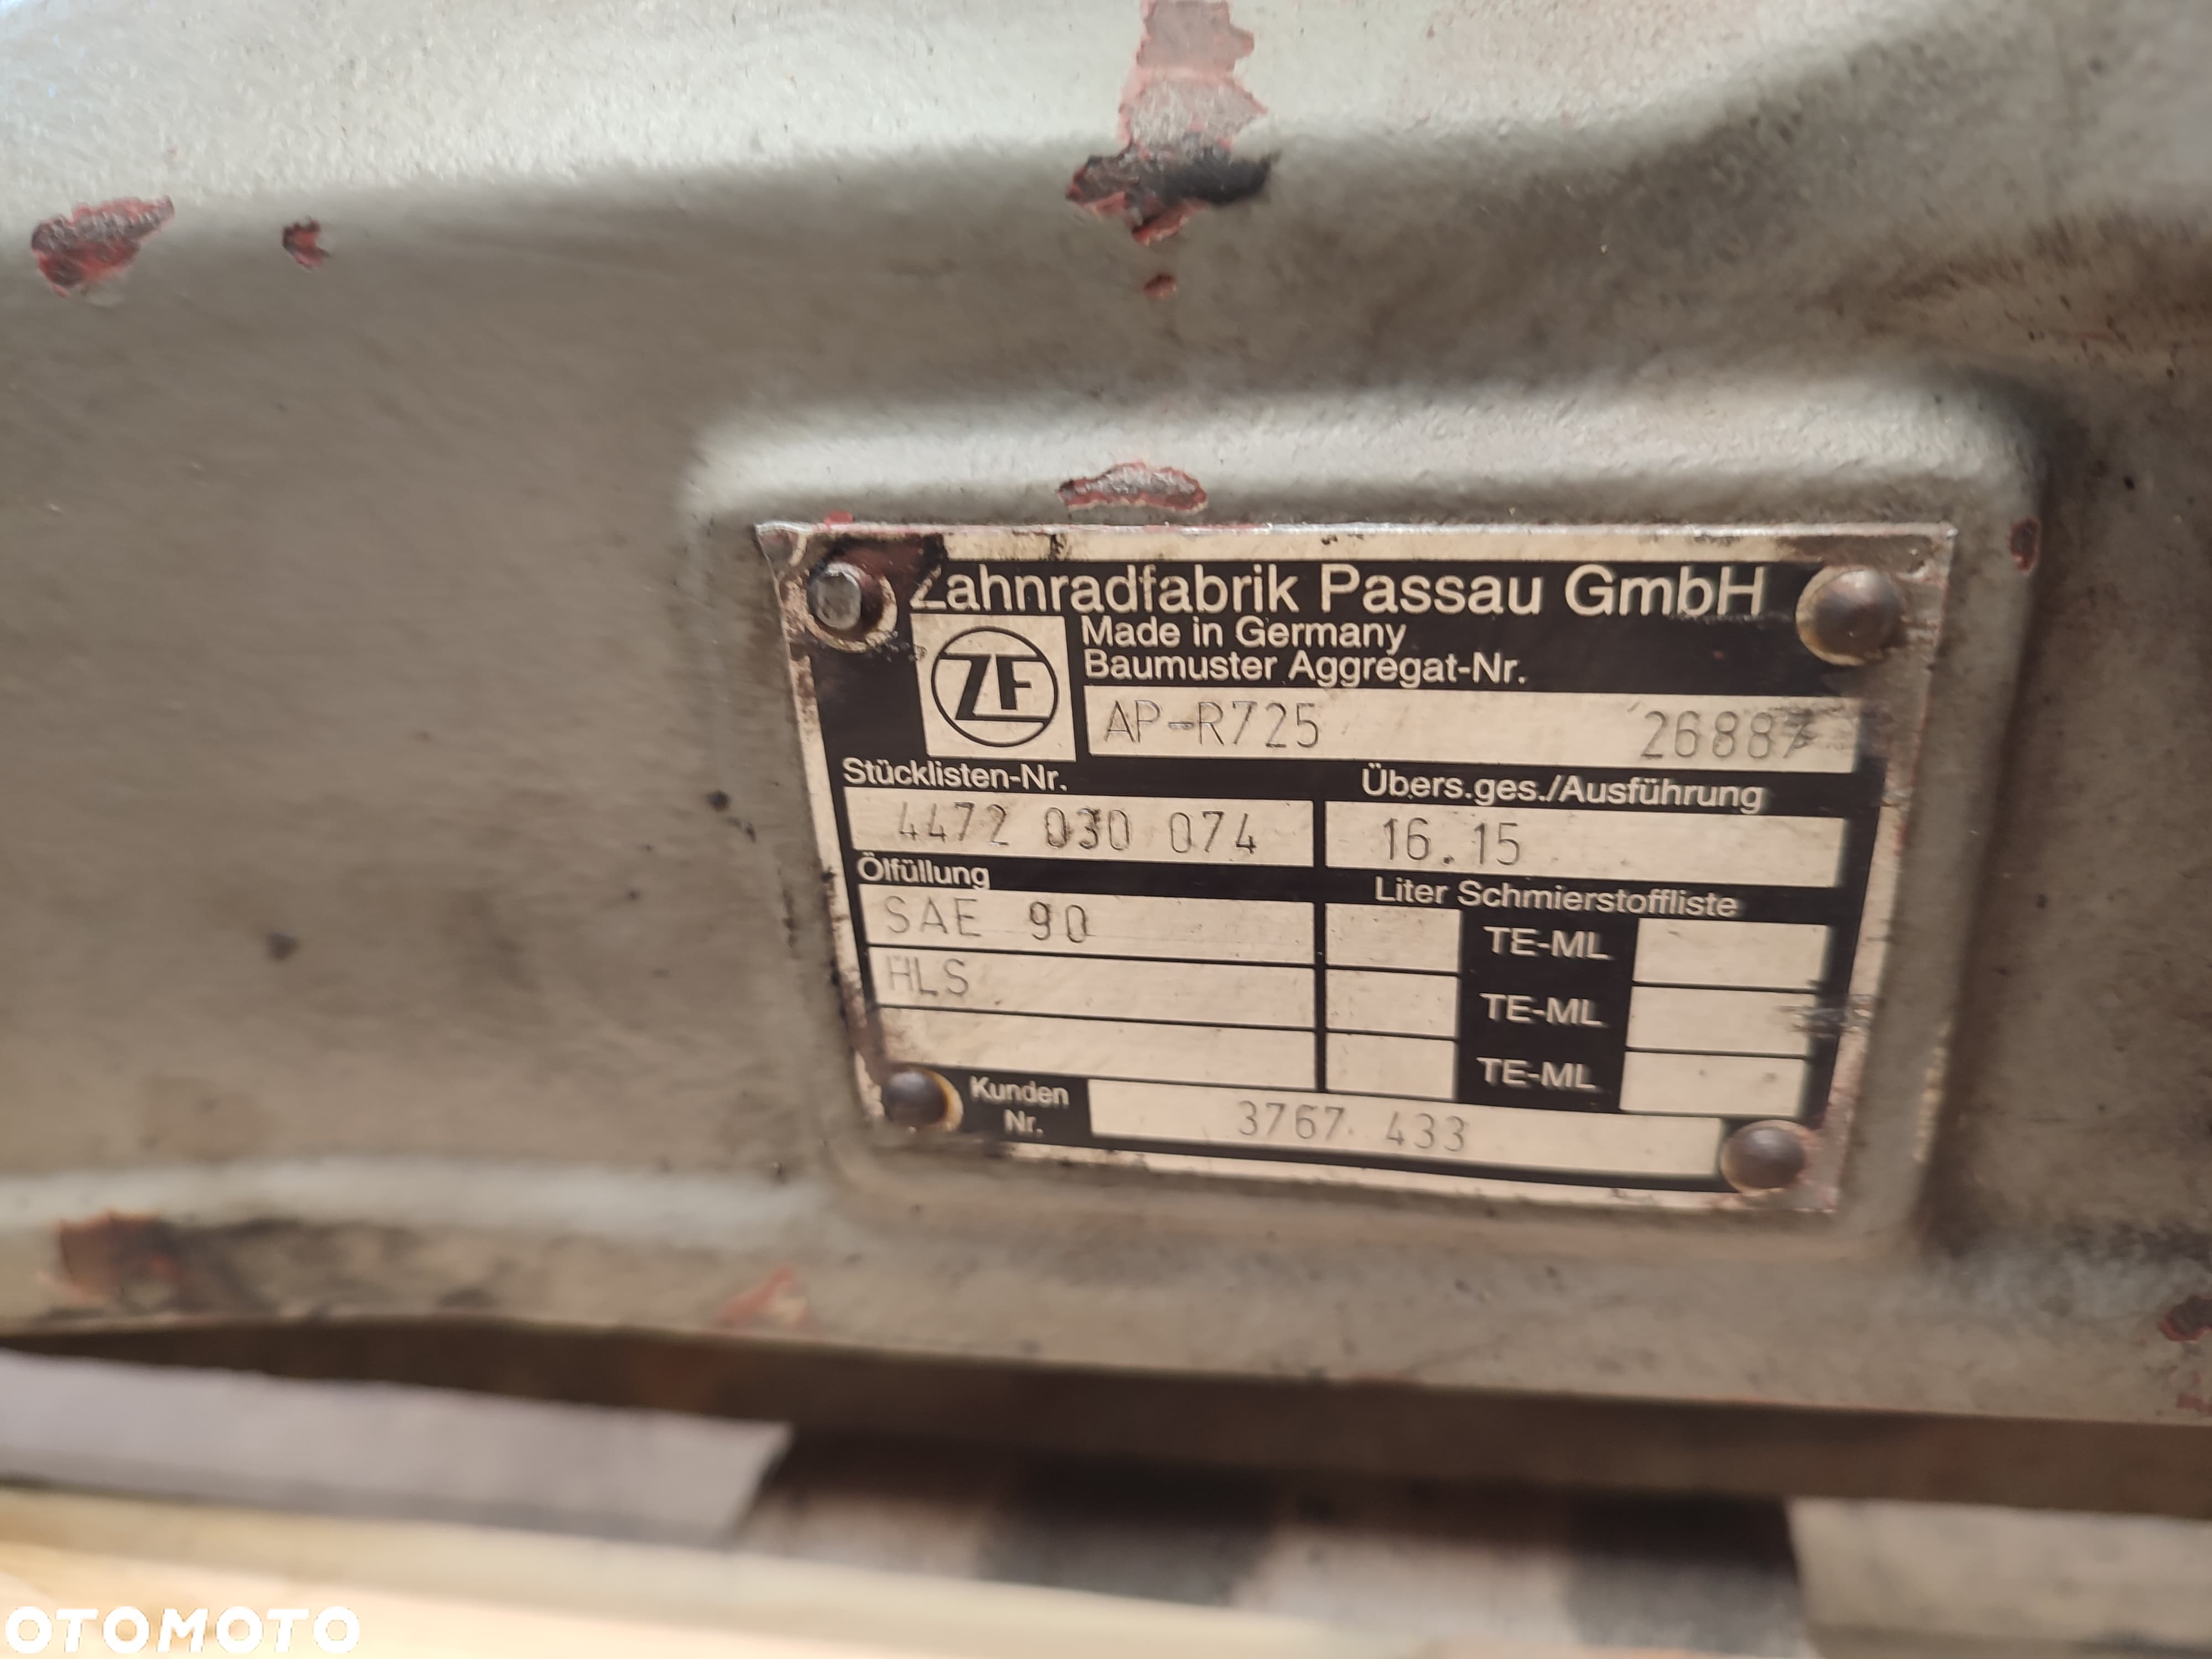 Zahnradfabrik Passau GmbH
ZF
Made in Germany
Baumuster Aggregat-Nr.
AP-R725 26887
Stücklisten-Nr. Übers.ges./Ausführung
4472 030 074 16.15
Ölfüllung Liter Schmierstoffliste
SAE 90 TE-ML
HLS TE-ML
TE-ML
Kunden
Nr. 3767 433
OTOMOTO